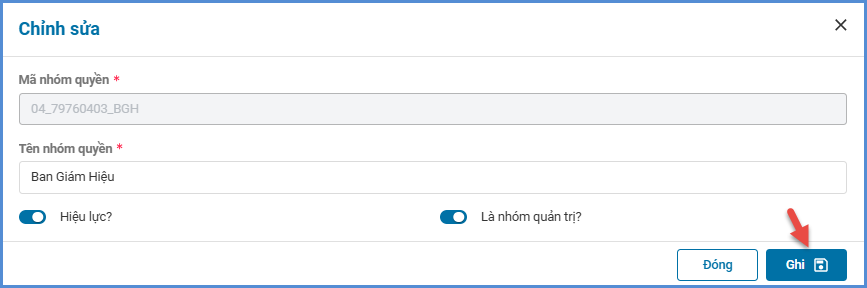 Chỉnh sửa
Mã nhóm quyền *
04_79760403_BGH
Tên nhóm quyền *
Ban Giám Hiệu
Hiệu lực? Là nhóm quản trị?
Đóng Ghi